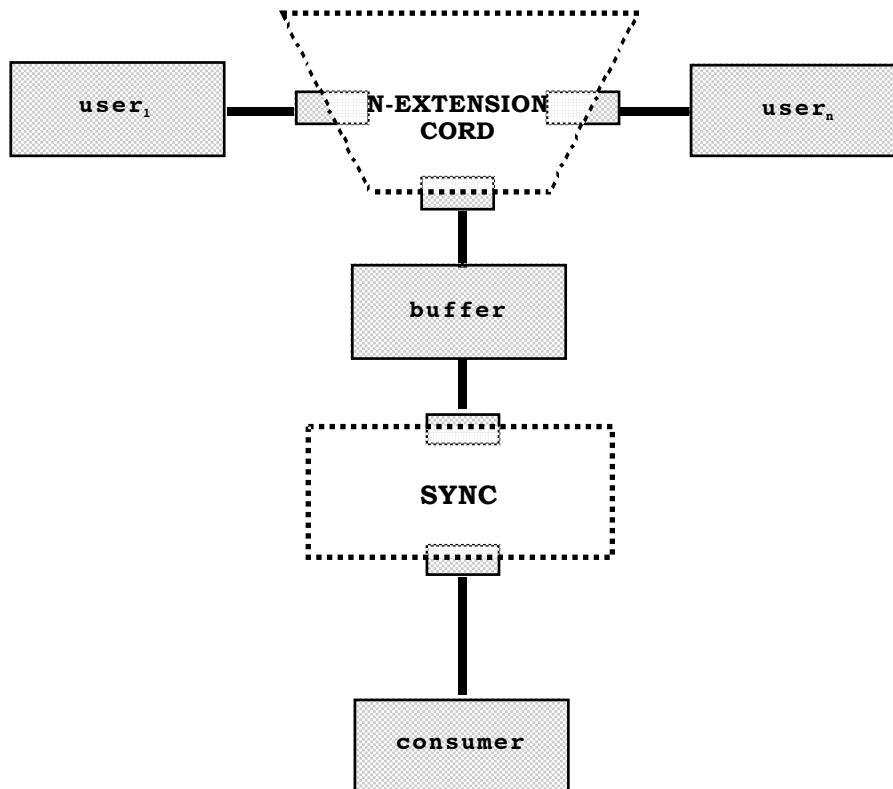 user₁
N-EXTENSION
CORD
userₙ
buffer
SYNC
consumer